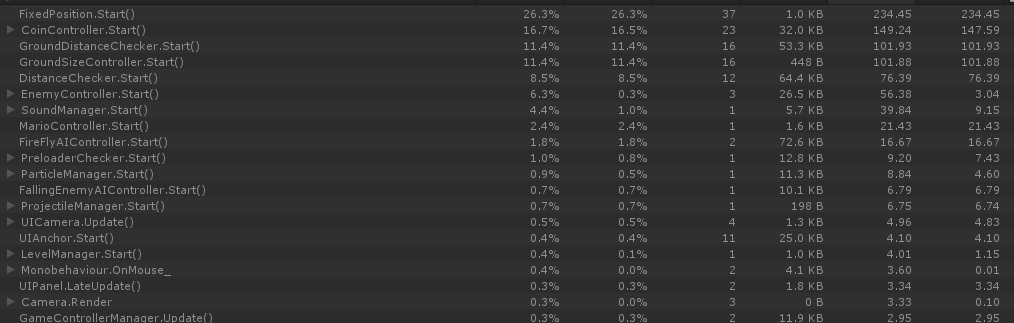 FixedPosition.Start() 26.3% 26.3% 37 1.0 KB 234.45 234.45
CoinController.Start() 16.7% 16.5% 23 32.0 KB 149.24 147.59
GroundDistanceChecker.Start() 11.4% 11.4% 16 53.3 KB 101.93 101.93
GroundSizeController.Start() 11.4% 11.4% 16 448 B 101.88 101.88
DistanceChecker.Start() 8.5% 8.5% 12 64.4 KB 76.39 76.39
EnemyController.Start() 6.3% 0.3% 3 26.5 KB 56.38 3.04
SoundManager.Start() 4.4% 1.0% 1 5.7 KB 39.84 9.15
MarioController.Start() 2.4% 2.4% 1 1.6 KB 21.43 21.43
FireFlyAIController.Start() 1.8% 1.8% 2 72.6 KB 16.67 16.67
PreloaderChecker.Start() 1.0% 0.8% 1 12.8 KB 9.20 7.43
ParticleManager.Start() 0.9% 0.5% 1 11.3 KB 8.84 4.60
FallingEnemyAIController.Start() 0.7% 0.7% 1 10.1 KB 6.79 6.79
ProjectileManager.Start() 0.7% 0.7% 1 198 B 6.75 6.74
UICamera.Update() 0.5% 0.5% 4 1.3 KB 4.96 4.83
UIAnchor.Start() 0.4% 0.4% 11 25.0 KB 4.10 4.10
LevelManager.Start() 0.4% 0.1% 1 1.0 KB 4.01 1.15
Monobehaviour.OnMouse_ 0.4% 0.0% 2 4.1 KB 3.60 0.01
UIPanel.LateUpdate() 0.3% 0.3% 2 1.8 KB 3.34 3.34
Camera.Render 0.3% 0.0% 3 0 B 3.33 0.10
GameControllerManager.Update() 0.3% 0.3% 2 11.9 KB 2.95 2.95